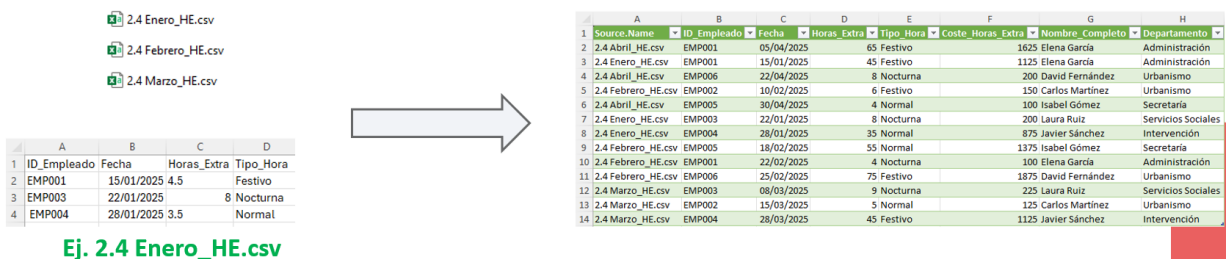 2.4 Enero_HE.csv
2.4 Febrero_HE.csv
2.4 Marzo_HE.csv
A B C D
1 ID_Empleado Fecha Horas_Extra Tipo_Hora
2 EMP001 15/01/2025 4.5 Festivo
3 EMP003 22/01/2025 8 Nocturna
4 EMP004 28/01/2025 3.5 Normal
Ej. 2.4 Enero_HE.csv
A B C D E F G H
1 Source.Name ID_Empleado Fecha Horas_Extra Tipo_Hora Coste_Horas_Extra Nombre_Completo Departamento
2 2.4 Abril_HE.csv EMP001 05/04/2025 65 Festivo 1625 Elena García Administración
3 2.4 Enero_HE.csv EMP001 15/01/2025 45 Festivo 1125 Elena García Administración
4 2.4 Abril_HE.csv EMP006 22/04/2025 8 Nocturna 200 David Fernández Urbanismo
5 2.4 Febrero_HE.csv EMP002 10/02/2025 6 Festivo 150 Carlos Martínez Urbanismo
6 2.4 Abril_HE.csv EMP005 30/04/2025 4 Normal 100 Isabel Gómez Secretaría
7 2.4 Enero_HE.csv EMP003 22/01/2025 8 Nocturna 200 Laura Ruiz Servicios Sociales
8 2.4 Enero_HE.csv EMP004 28/01/2025 35 Normal 875 Javier Sánchez Intervención
9 2.4 Febrero_HE.csv EMP005 18/02/2025 55 Normal 1375 Isabel Gómez Secretaría
10 2.4 Febrero_HE.csv EMP001 22/02/2025 4 Nocturna 100 Elena García Administración
11 2.4 Febrero_HE.csv EMP006 25/02/2025 75 Festivo 1875 David Fernández Urbanismo
12 2.4 Marzo_HE.csv EMP003 08/03/2025 9 Nocturna 225 Laura Ruiz Servicios Sociales
13 2.4 Marzo_HE.csv EMP002 15/03/2025 5 Normal 125 Carlos Martínez Urbanismo
14 2.4 Marzo_HE.csv EMP004 28/03/2025 45 Festivo 1125 Javier Sánchez Intervención